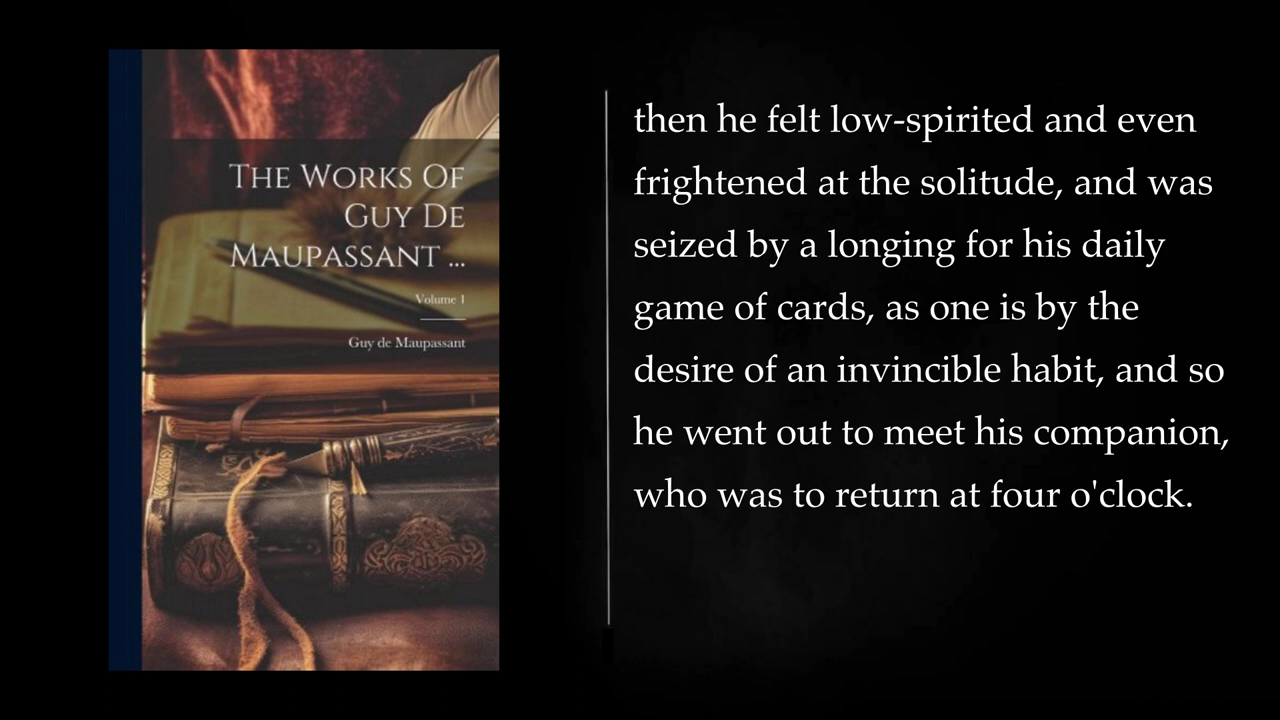 THE WORKS OF
GUY DE
MAUPASSANT ...
Volume 1
Guy de Maupassant
then he felt low-spirited and even
frightened at the solitude, and was
seized by a longing for his daily
game of cards, as one is by the
desire of an invincible habit, and so
he went out to meet his companion,
who was to return at four o'clock.